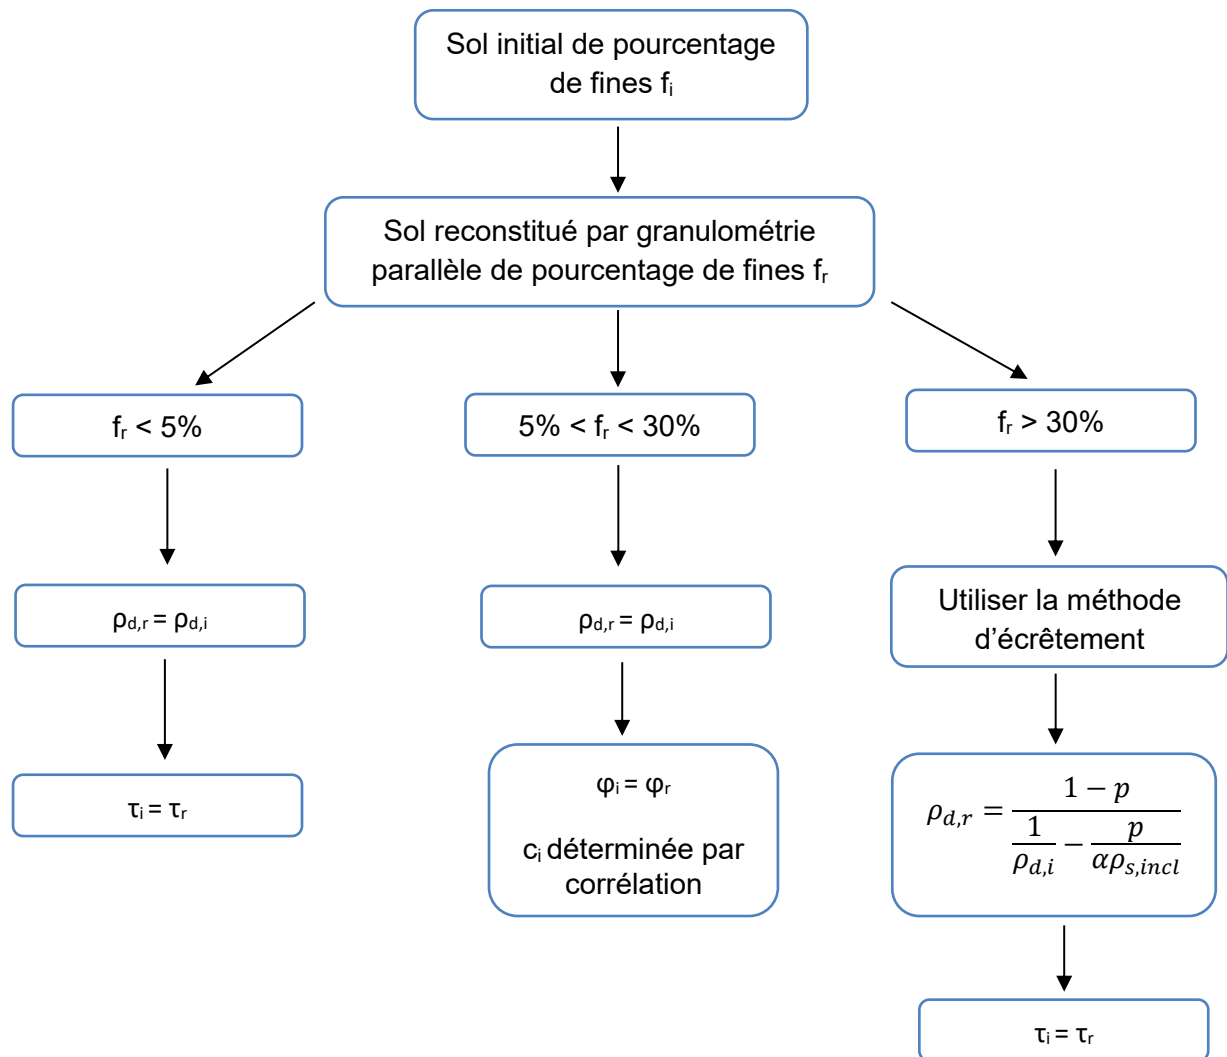 Sol initial de pourcentage
de fines fi
Sol reconstitué par granulométrie
parallèle de pourcentage de fines fr
fr < 5%
5% < fr < 30%
fr > 30%
ρd,r = ρd,i
ρd,r = ρd,i
Utiliser la méthode
d’écrêtement
τi = τr
φi = φr
ci déterminée par
corrélation
ρd,r = (1 − p) / (1/ρd,i − p/αρs,incl)
τi = τr